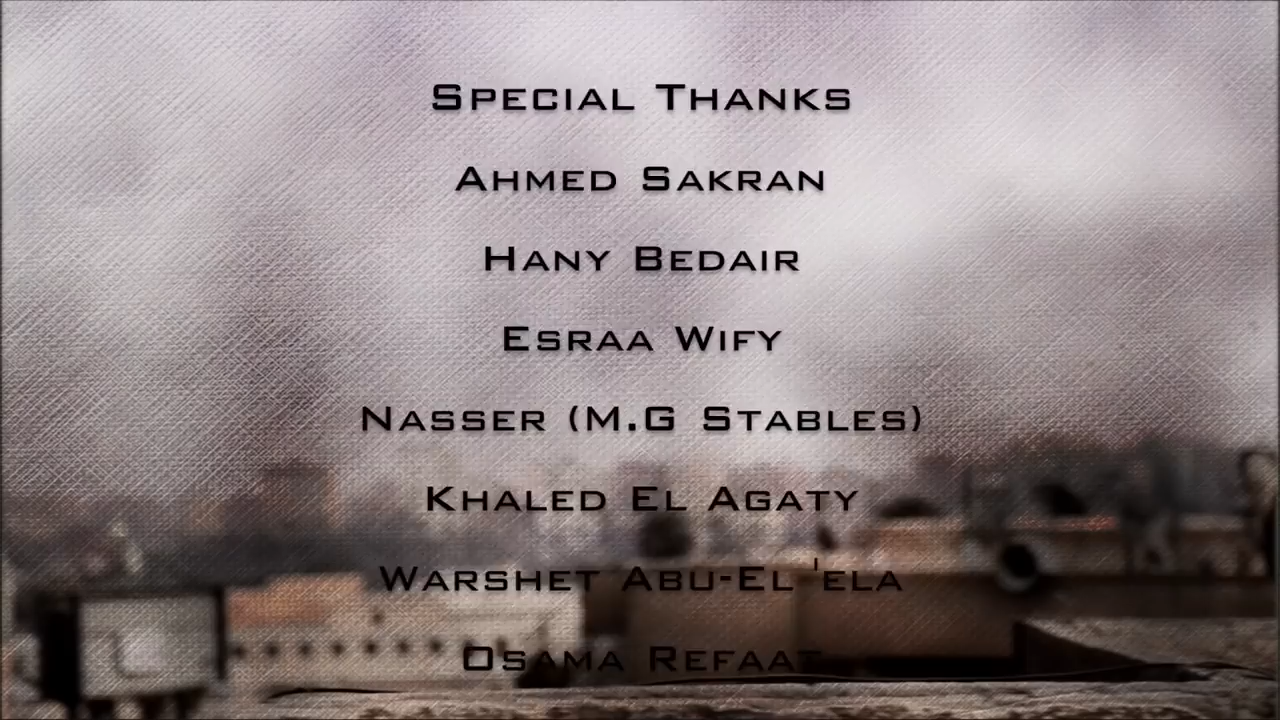 Special Thanks
Ahmed Sakran
Hany Bedair
Esraa Wify
Nasser (M.G Stables)
Khaled El Agaty
Warshet Abu-El 'ela
Osama Refaat